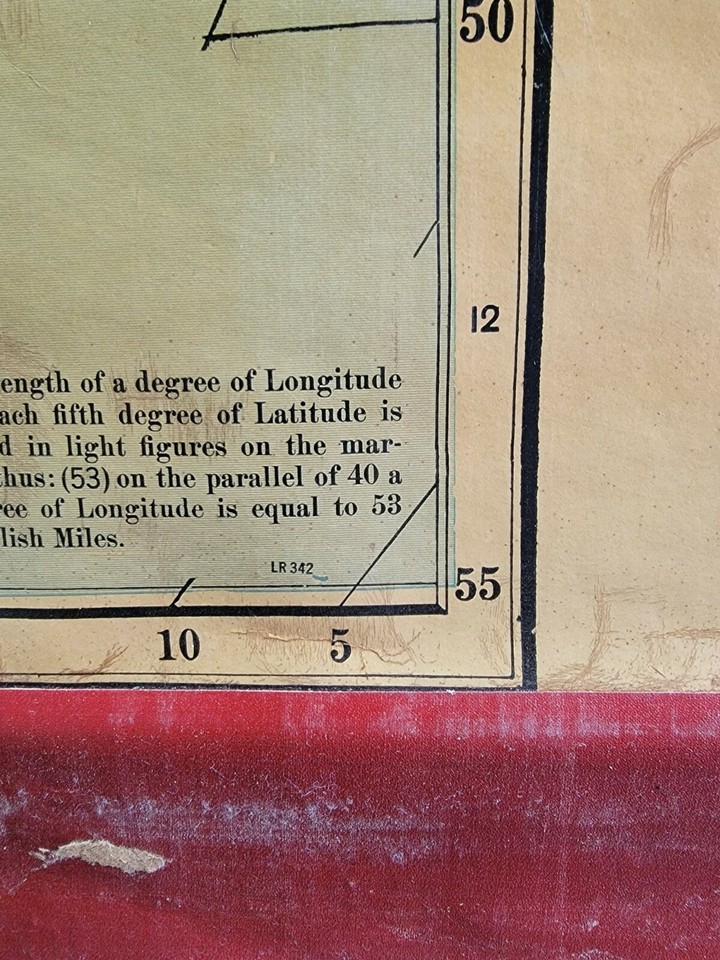 50
12
ength of a degree of Longitude
ach fifth degree of Latitude is
d in light figures on the mar-
thus: (53) on the parallel of 40 a
ree of Longitude is equal to 53
lish Miles.
LR 342
55
10 5